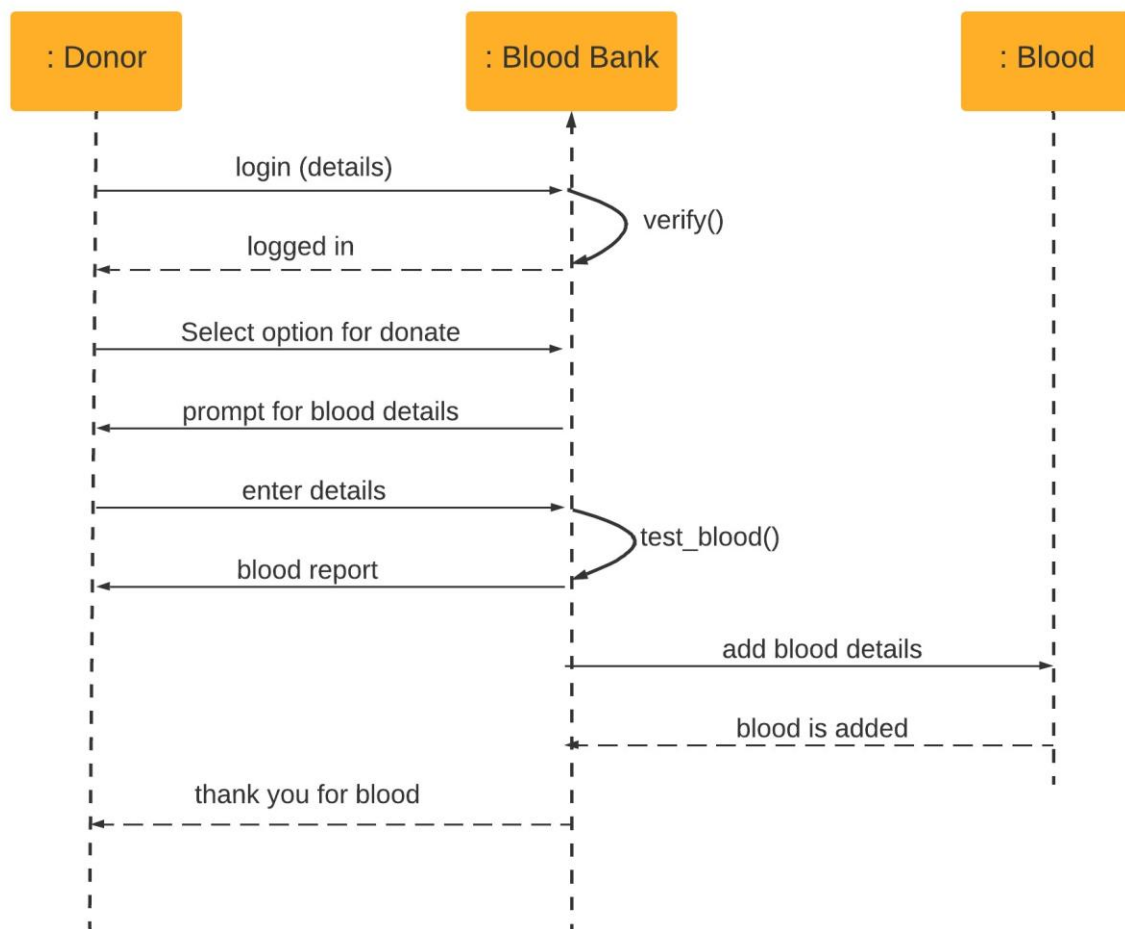 : Donor
: Blood Bank
: Blood
login (details)
verify()
logged in
Select option for donate
prompt for blood details
enter details
test_blood()
blood report
add blood details
blood is added
thank you for blood